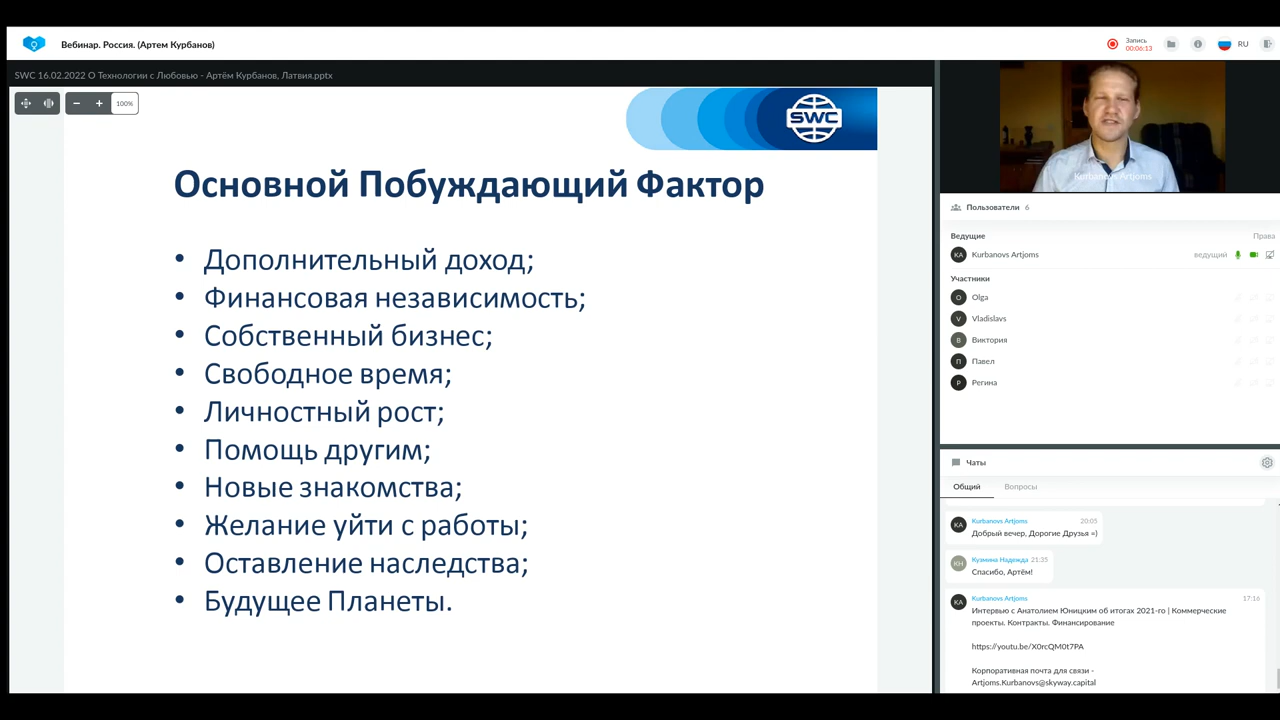 Вебинар. Россия. (Артем Курбанов)
Запись
00:06:13
RU
SWC 16.02.2022 О Технологии с Любовью - Артём Курбанов, Латвия.pptx
100%
SWC
Основной Побуждающий Фактор
• Дополнительный доход;
• Финансовая независимость;
• Собственный бизнес;
• Свободное время;
• Личностный рост;
• Помощь другим;
• Новые знакомства;
• Желание уйти с работы;
• Оставление наследства;
• Будущее Планеты.
Kurbanovs Artjoms
Пользователи 6
Ведущие Права
KA Kurbanovs Artjoms ведущий
Участники
O Olga
V Vladislavs
В Виктория
П Павел
Р Регина
Чаты
Общий Вопросы
KA Kurbanovs Artjoms 20:05
Добрый вечер, Дорогие Друзья =)
КН Кузмина Надежда 21:35
Спасибо, Артём!
KA Kurbanovs Artjoms 17:16
Интервью с Анатолием Юницким об итогах 2021-го | Коммерческие
проекты. Контракты. Финансирование
https://youtu.be/X0rcQM0t7PA
Корпоративная почта для связи -
Artjoms.Kurbanovs@skyway.capital